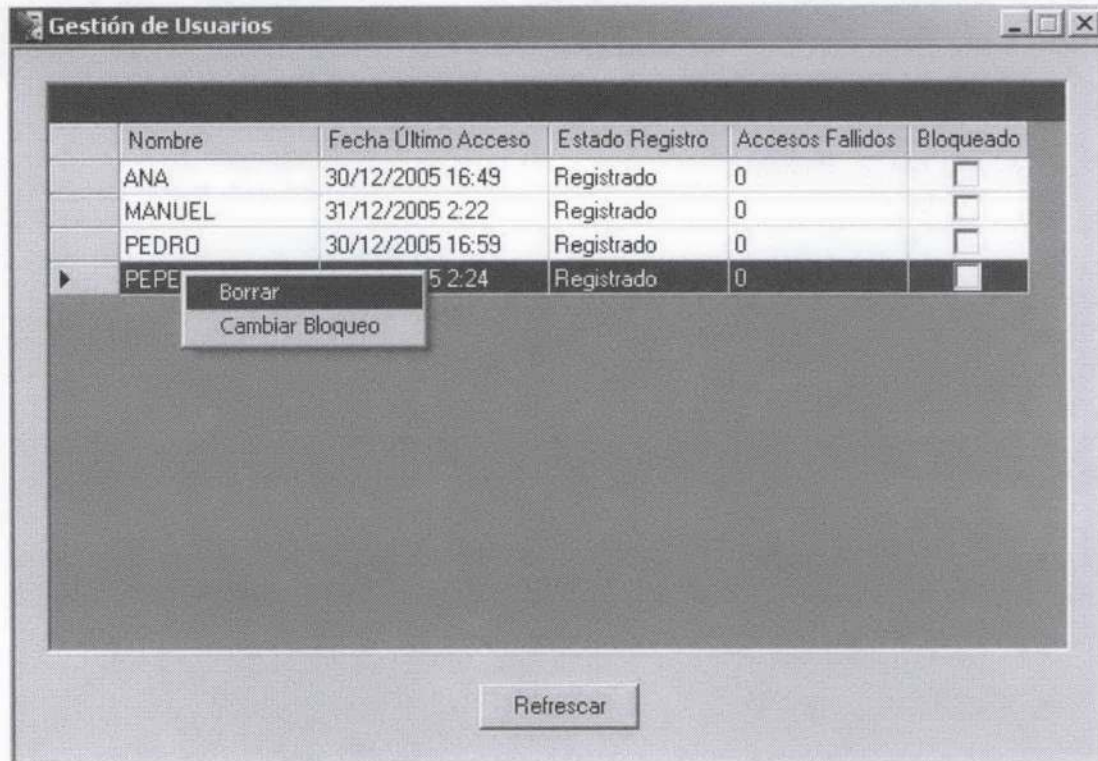 Gestión de Usuarios
Nombre Fecha Último Acceso Estado Registro Accesos Fallidos Bloqueado
ANA 30/12/2005 16:49 Registrado 0
MANUEL 31/12/2005 2:22 Registrado 0
PEDRO 30/12/2005 16:59 Registrado 0
PEPE 5 2:24 Registrado 0
Borrar
Cambiar Bloqueo
Refrescar